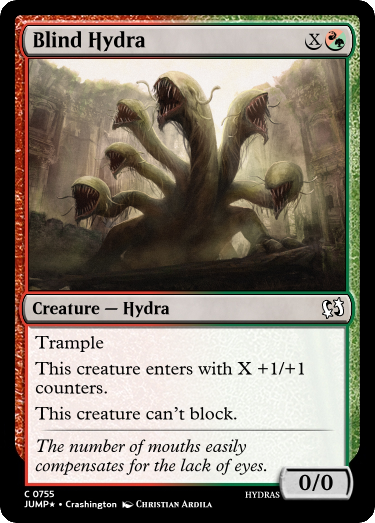 Blind Hydra X
Creature — Hydra
Trample
This creature enters with X +1/+1
counters.
This creature can't block.
The number of mouths easily
compensates for the lack of eyes.
0/0
C 0755 HYDRAS
JUMP★ • Crashington Christian Ardila